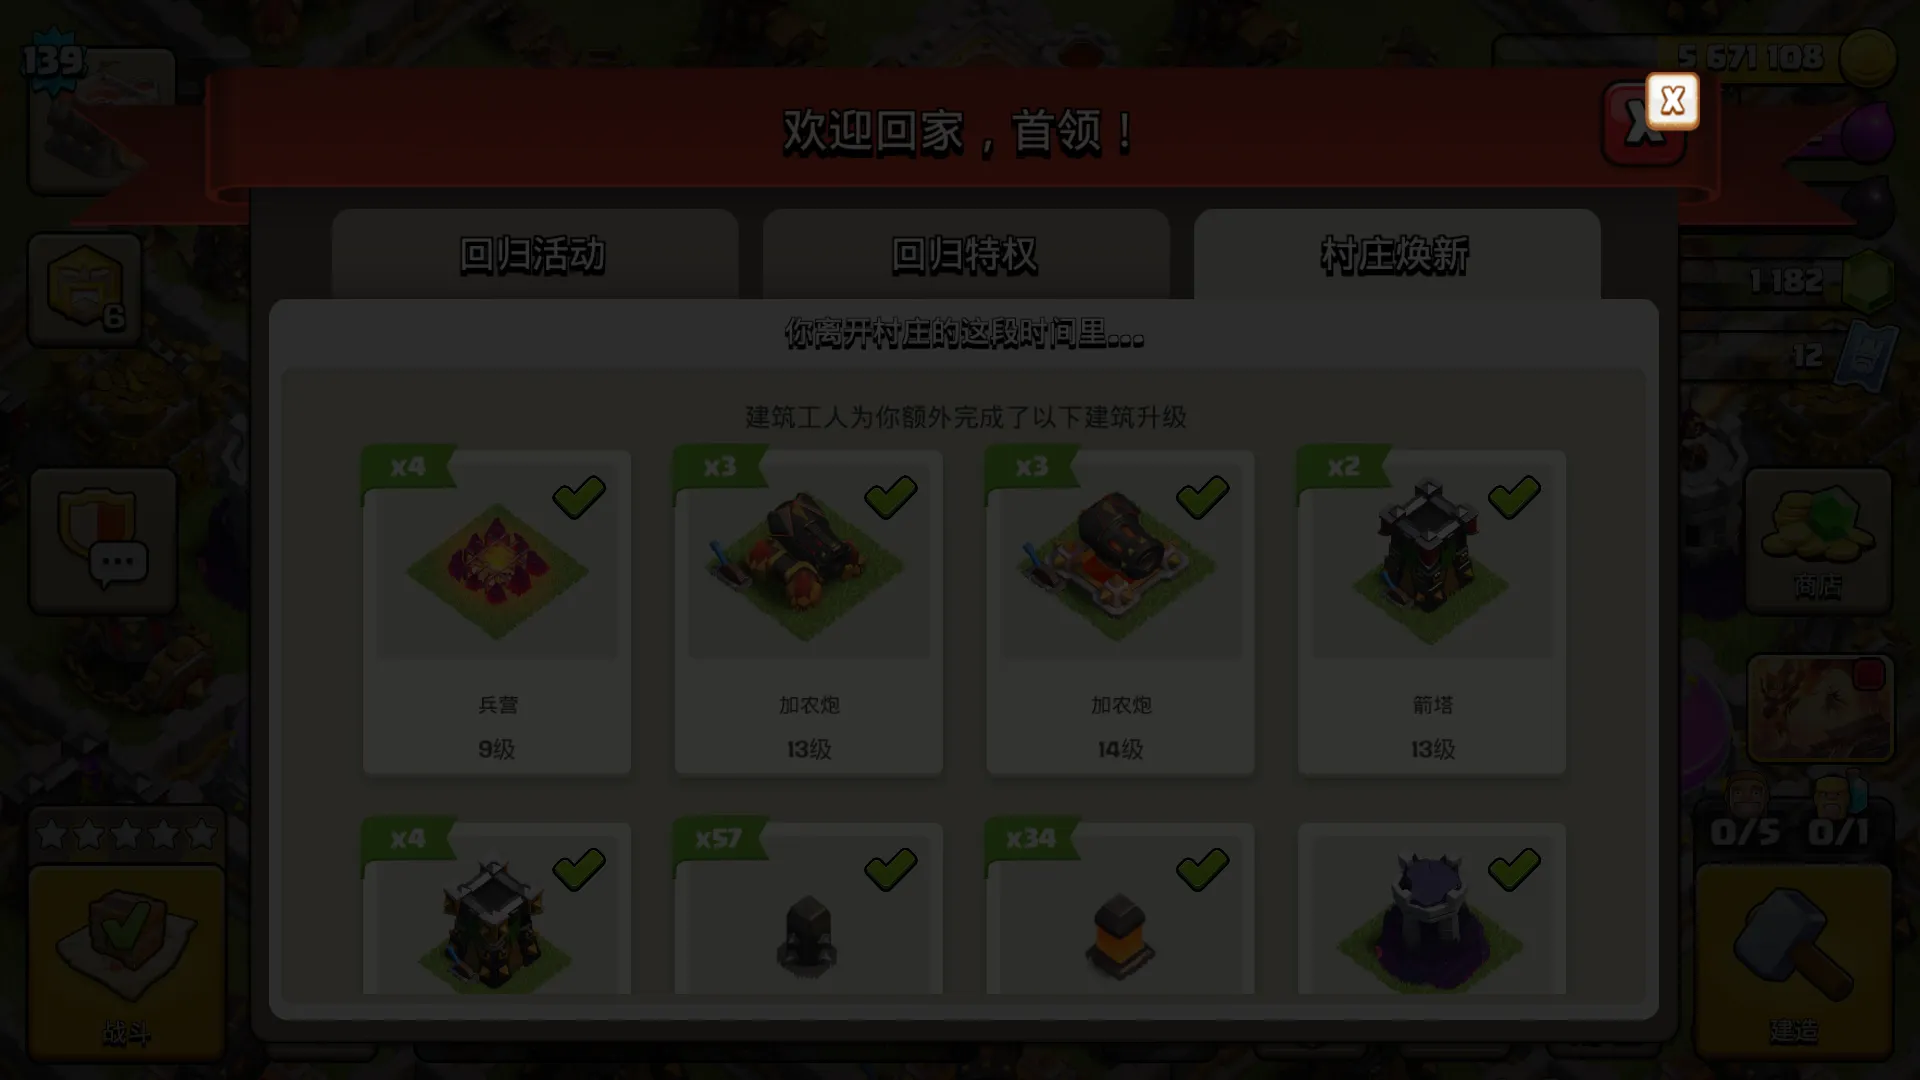 139
5 671 108
欢迎回家，首领！
X
X
回归活动
回归特权
村庄焕新
6
1 182
12
你离开村庄的这段时间里...
建筑工人为你额外完成了以下建筑升级
x4
x3
x3
x2
兵营
9级
加农炮
13级
加农炮
14级
箭塔
13级
商店
x4
x57
x34
0/5
0/1
战斗
建造